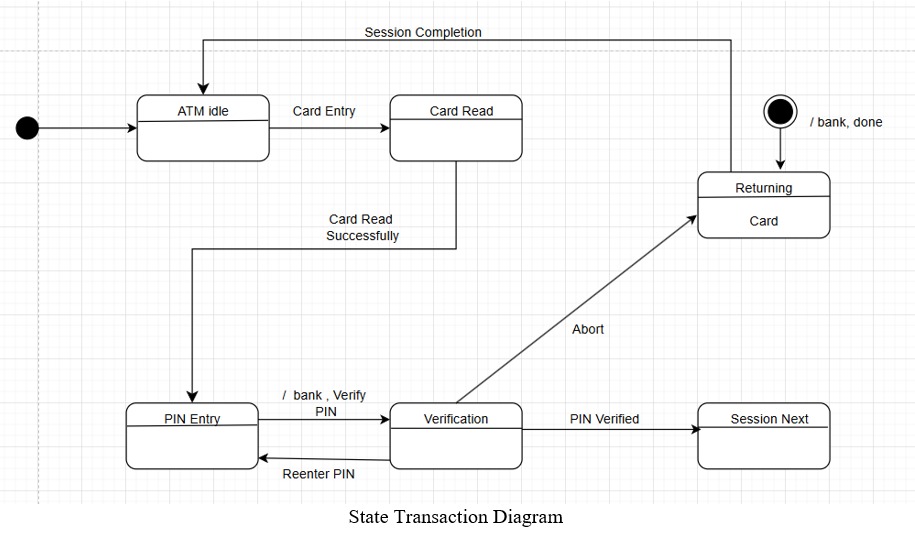 Session Completion
ATM idle
Card Entry
Card Read
/ bank, done
Returning
Card
Card Read
Successfully
Abort
/ bank , Verify
PIN
PIN Entry
Verification
PIN Verified
Session Next
Reenter PIN
State Transaction Diagram